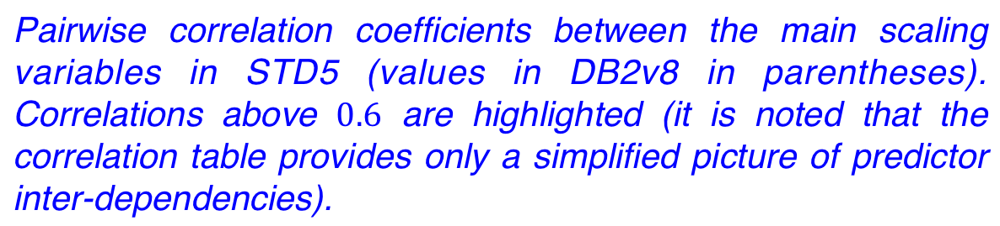 Pairwise correlation coefficients between the main scaling
variables in STD5 (values in DB2v8 in parentheses).
Correlations above 0.6 are highlighted (it is noted that the
correlation table provides only a simplified picture of predictor
inter-dependencies).